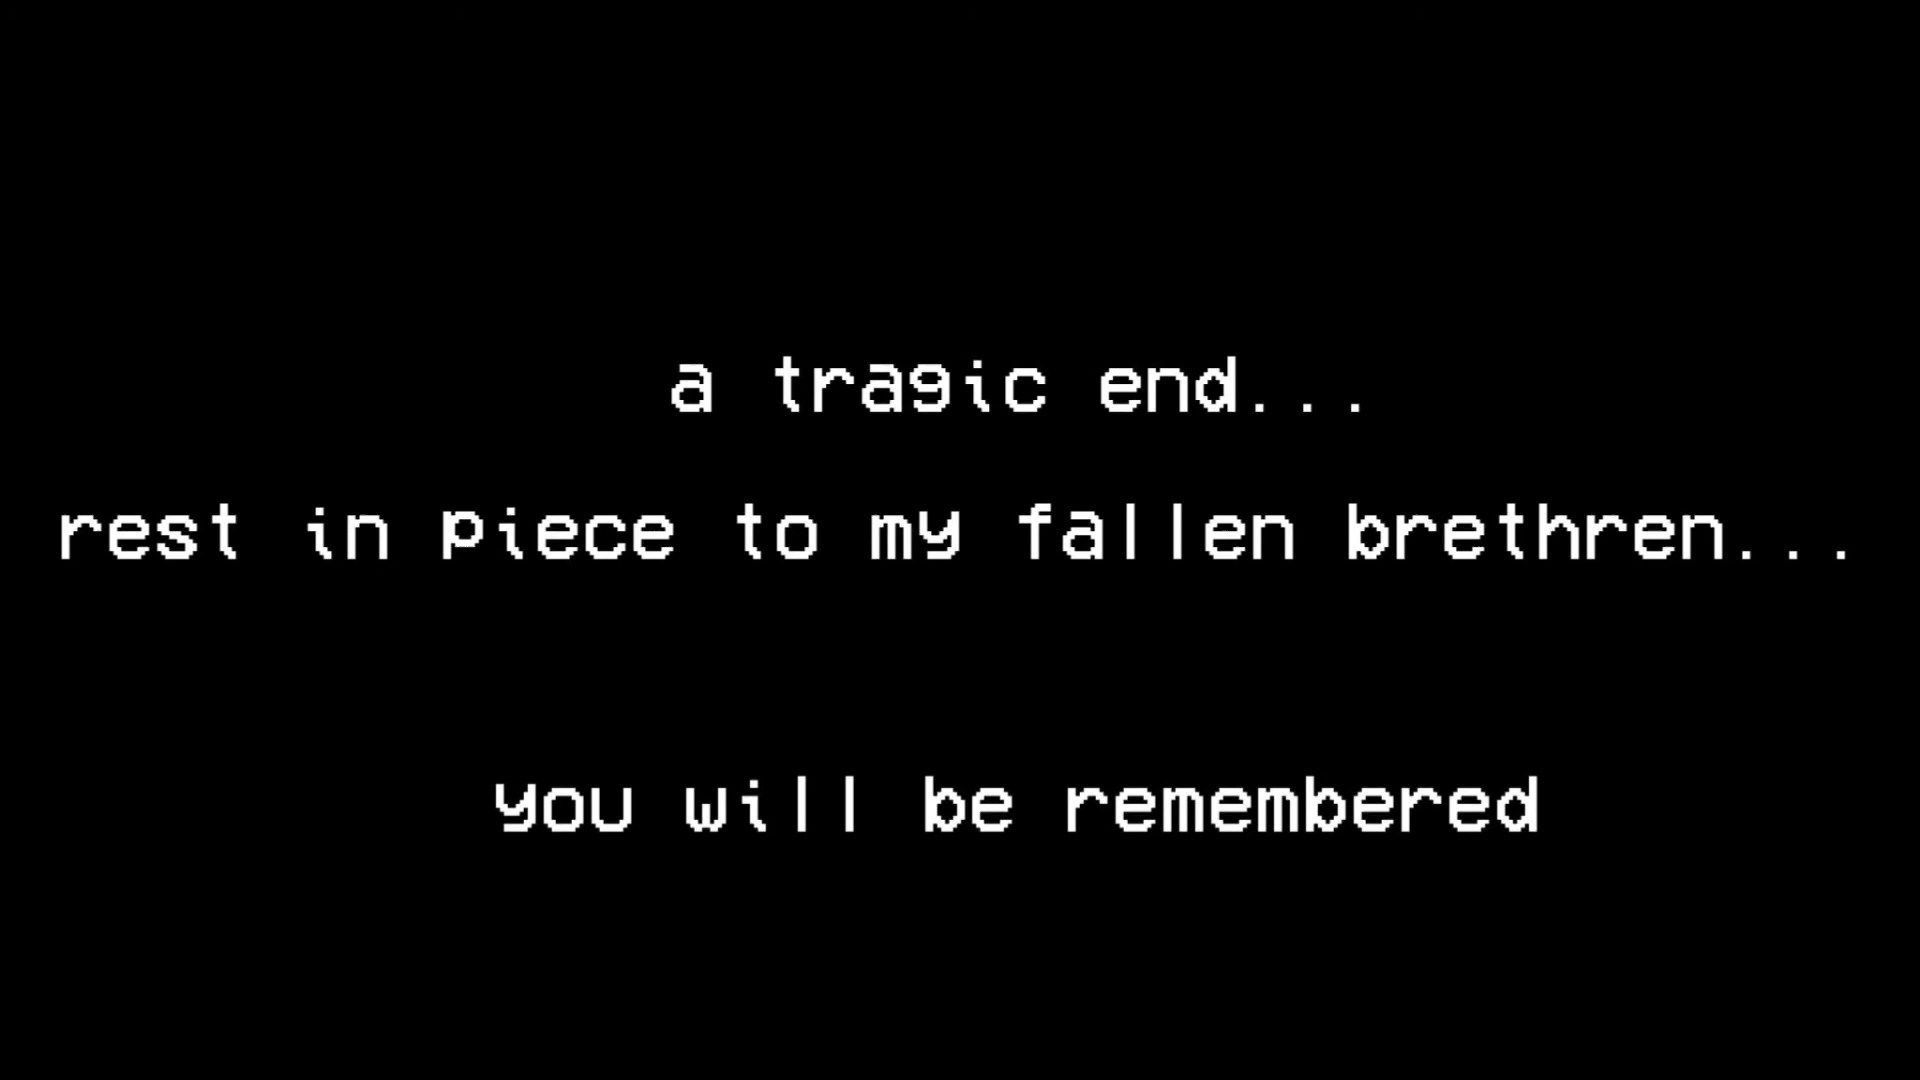 a tragic end...
rest in piece to my fallen brethren...
you will be remembered